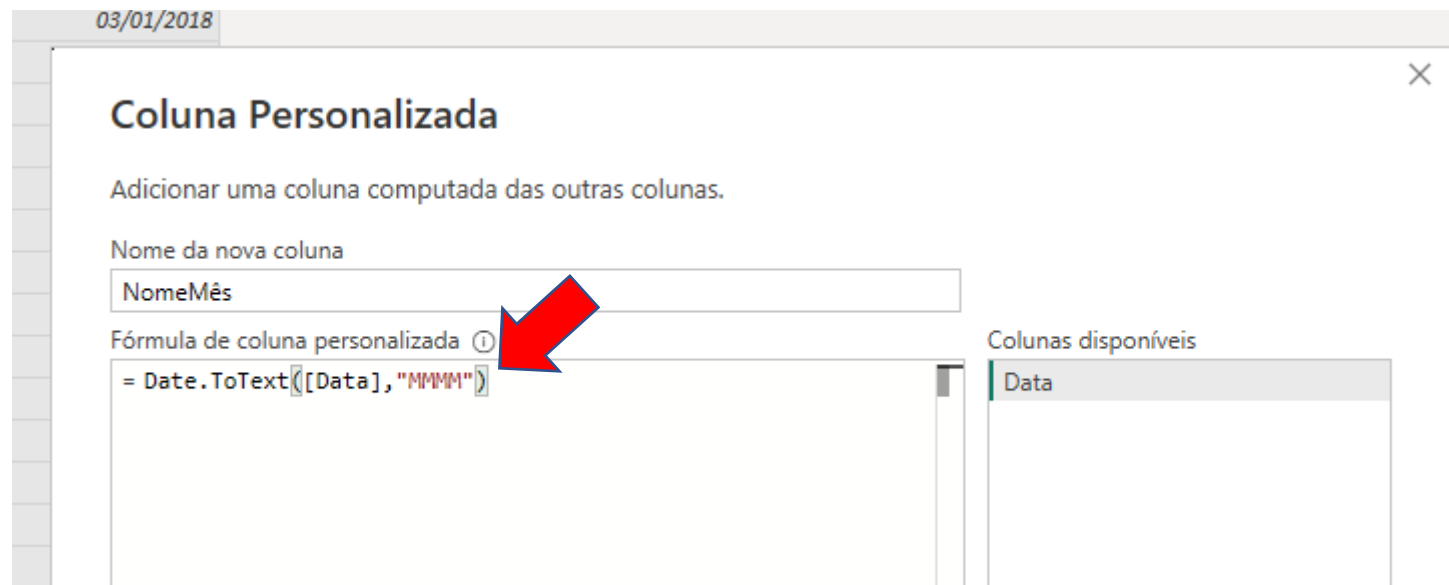 03/01/2018
Coluna Personalizada
Adicionar uma coluna computada das outras colunas.
Nome da nova coluna
NomeMês
Fórmula de coluna personalizada
= Date.ToText([Data],"MMMM")
Colunas disponíveis
Data